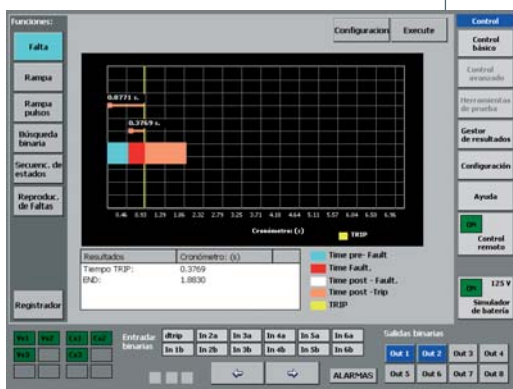 Funciones:
Falta
Rampa
Rampa
pulsos
Búsqueda
binaria
Secuenc. de
estados
Reproduc.
de Faltas
Registrador
Configuracion
Execute
0.8771 s.
0.3769 s.
0.46 0.93 1.39 1.86 2.32 2.79 3.25 3.71 4.18 4.64 5.11 5.57 6.04 6.50 6.96
Cronómetro: (s)
TRIP
Resultados Cronómetro: (s)
Tiempo TRIP: 0.3769
END: 1.8830
Time pre- Fault
Time Fault.
Time post - Fault.
Time post -Trip
TRIP
Control
Control
básico
Control
avanzado
Herramientas
de prueba
Gestor
de resultados
Configuración
Ayuda
ON
Control
remoto
ON 125 V
Simulador
de batería
Entradas
binarias
dtrip In 2a In 3a In 4a In 5a In 6a
In 1b In 2b In 3b In 4b In 5b In 6b
ALARMAS
Salidas binarias
Out 1 Out 2 Out 3 Out 4
Out 5 Out 6 Out 7 Out 8